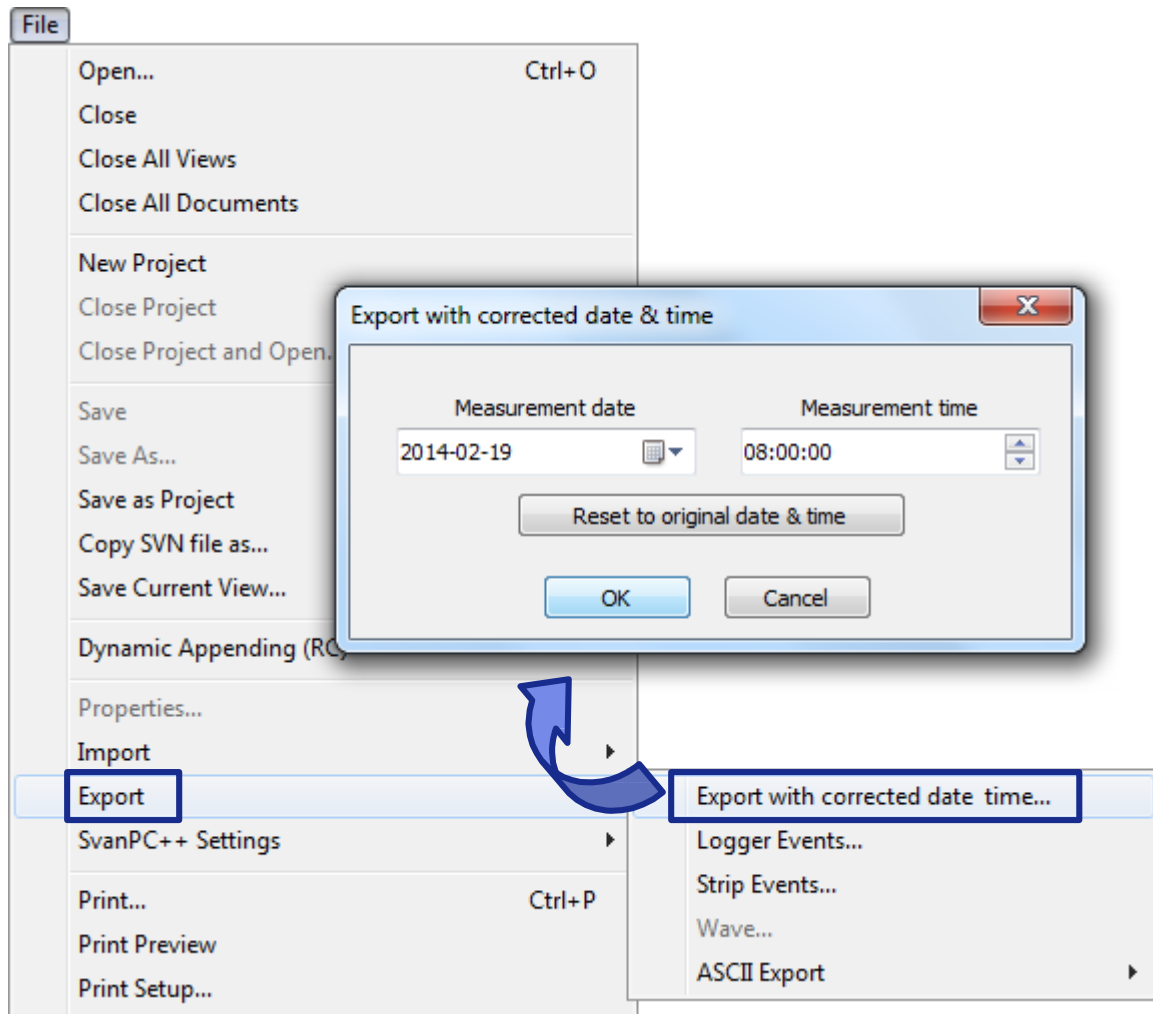 File
Open... Ctrl+O
Close
Close All Views
Close All Documents
New Project
Close Project
Close Project and Open.
Save
Save As...
Save as Project
Copy SVN file as...
Save Current View...
Dynamic Appending (RC)
Properties...
Import
Export
SvanPC++ Settings
Print... Ctrl+P
Print Preview
Print Setup...
Export with corrected date & time
Measurement date Measurement time
2014-02-19 08:00:00
Reset to original date & time
OK Cancel
Export with corrected date time...
Logger Events...
Strip Events...
Wave...
ASCII Export